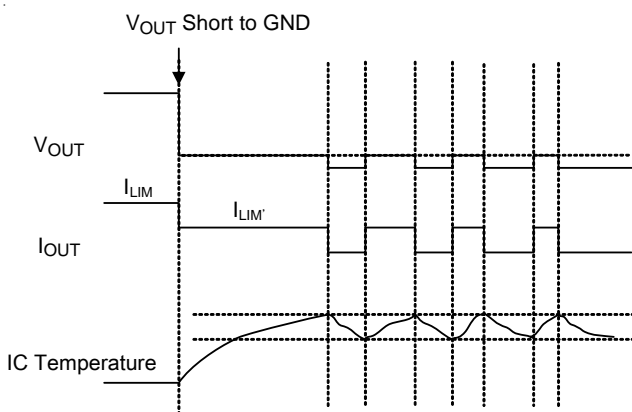 VOUT Short to GND
VOUT
ILIM
ILIM'
IOUT
IC Temperature